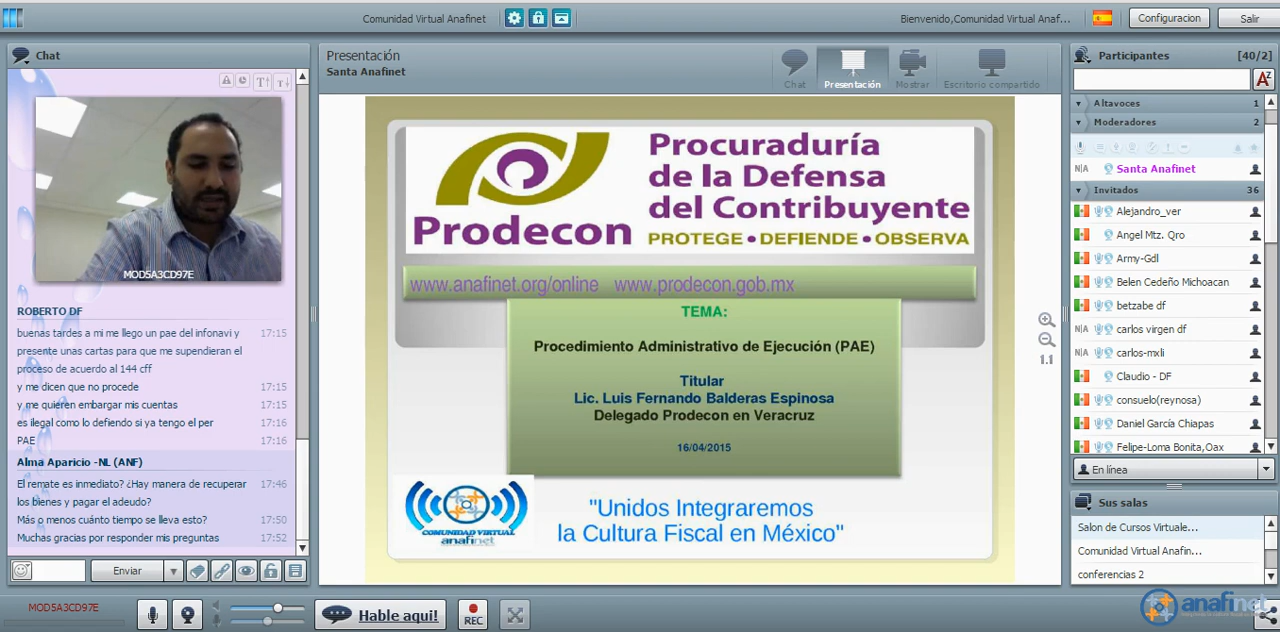 Comunidad Virtual Anafinet
Bienvenido,Comunidad Virtual Anaf...
Configuracion
Salir
Chat
MOD5A3CD97E
ROBERTO DF
buenas tardes a mi me llego un pae del infonavi y 17:15
presente unas cartas para que me supendieran el
proceso de acuerdo al 144 cff
y me dicen que no procede 17:15
y me quieren embargar mis cuentas 17:15
es ilegal como lo defiendo si ya tengo el per 17:16
PAE 17:16
Alma Aparicio -NL (ANF)
El remate es inmediato? ¿Hay manera de recuperar 17:46
los bienes y pagar el adeudo?
Más o menos cuánto tiempo se lleva esto? 17:50
Muchas gracias por responder mis preguntas 17:52
Enviar
Presentación
Santa Anafinet
Chat
Presentación
Mostrar
Escritorio compartido
Prodecon
Procuraduría
de la Defensa
del Contribuyente
PROTEGE • DEFIENDE • OBSERVA
www.anafinet.org/online www.prodecon.gob.mx
TEMA:
Procedimiento Administrativo de Ejecución (PAE)
Titular
Lic. Luis Fernando Balderas Espinosa
Delegado Prodecon en Veracruz
16/04/2015
COMUNIDAD VIRTUAL
anafinet
"Unidos Integraremos
la Cultura Fiscal en México"
1.1
Participantes [40/2]
AZ
Altavoces 1
Moderadores 2
N|A Santa Anafinet
Invitados 36
Alejandro_ver
Angel Mtz. Qro
Army-Gdl
Belen Cedeño Michoacan
betzabe df
N|A carlos virgen df
N|A carlos-mxli
Claudio - DF
consuelo(reynosa)
Daniel García Chiapas
Felipe-Loma Bonita,Oax
En línea
Sus salas
Salon de Cursos Virtuale...
Comunidad Virtual Anafin...
conferencias 2
MOD5A3CD97E
Hable aqui!
REC
anafinet